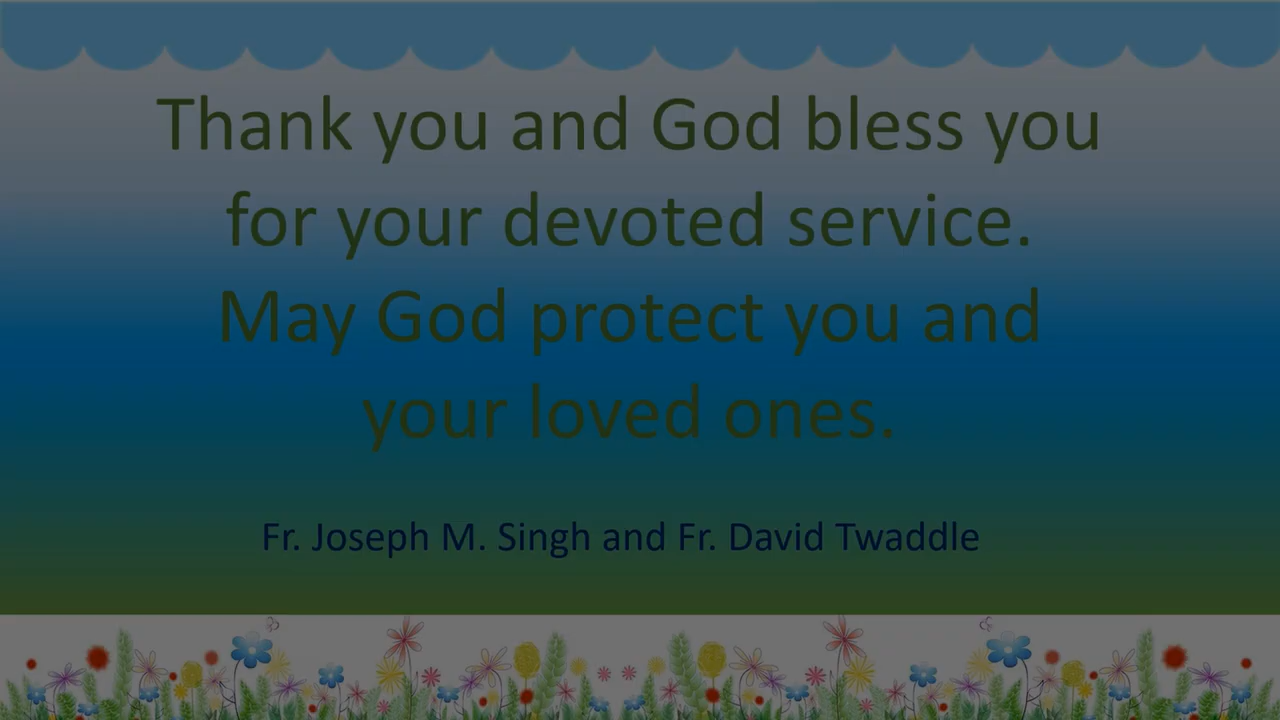 Thank you and God bless you
for your devoted service.
May God protect you and
your loved ones.
Fr. Joseph M. Singh and Fr. David Twaddle